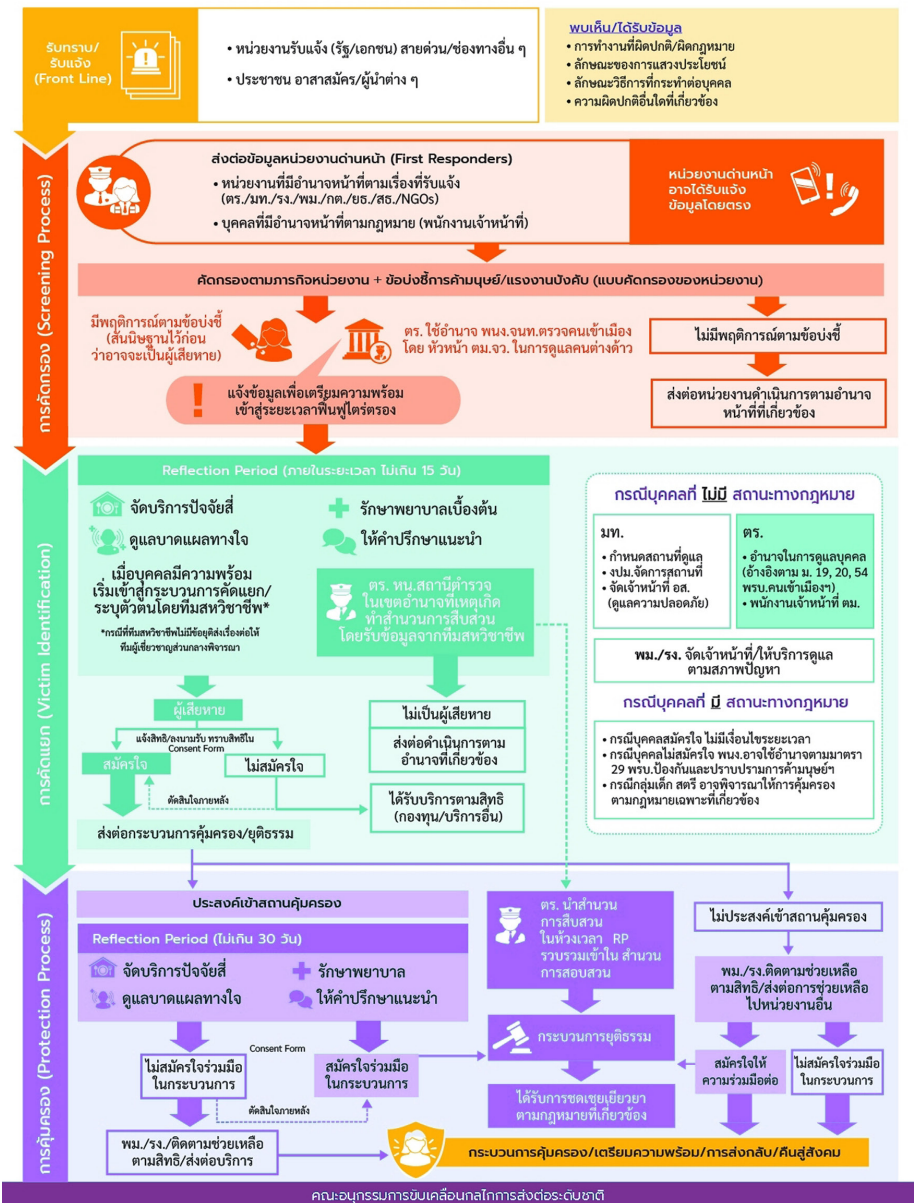 รับทราบ/
รับแจ้ง
(Front Line)
• หน่วยงานรับแจ้ง (รัฐ/เอกชน) สายด่วน/ช่องทางอื่น ๆ
• ประชาชน อาสาสมัคร/ผู้นำต่าง ๆ
พบเห็น/ได้รับข้อมูล
• การทำงานที่ผิดปกติ/ผิดกฎหมาย
• ลักษณะของการแสวงประโยชน์
• ลักษณะวิธีการที่กระทำต่อบุคคล
• ความผิดปกติอื่นใดที่เกี่ยวข้อง
การคัดกรอง (Screening Process)
ส่งต่อข้อมูลหน่วยงานด่านหน้า (First Responders)
• หน่วยงานที่มีอำนาจหน้าที่ตามเรื่องที่รับแจ้ง
(ตร./มท./รง./พม./กต./ยธ./สธ./NGOs)
• บุคคลที่มีอำนาจหน้าที่ตามกฎหมาย (พนักงานเจ้าหน้าที่)
หน่วยงานด่านหน้า
อาจได้รับแจ้ง
ข้อมูลโดยตรง
คัดกรองตามภารกิจหน่วยงาน + ข้อบ่งชี้การค้ามนุษย์/แรงงานบังคับ (แบบคัดกรองของหน่วยงาน)
มีพฤติการณ์ตามข้อบ่งชี้
(สันนิษฐานไว้ก่อน
ว่าอาจจะเป็นผู้เสียหาย)
ตร. ใช้อำนาจ พนง.จนท.ตรวจคนเข้าเมือง
โดย หัวหน้า ตม.จว. ในการดูแลคนต่างด้าว
ไม่มีพฤติการณ์ตามข้อบ่งชี้
แจ้งข้อมูลเพื่อเตรียมความพร้อม
เข้าสู่ระยะเวลาฟื้นฟูไตร่ตรอง
ส่งต่อหน่วยงานดำเนินการตามอำนาจ
หน้าที่ที่เกี่ยวข้อง
การคัดแยก (Victim Identification)
Reflection Period (ภายในระยะเวลา ไม่เกิน 15 วัน)
จัดบริการปัจจัยสี่
รักษาพยาบาลเบื้องต้น
ดูแลบาดแผลทางใจ
ให้คำปรึกษาแนะนำ
เมื่อบุคคลมีความพร้อม
เริ่มเข้าสู่กระบวนการคัดแยก/
ระบุตัวตนโดยทีมสหวิชาชีพ*
*กรณีที่ทีมสหวิชาชีพไม่มีข้อยุติส่งเรื่องต่อให้
ทีมผู้เชี่ยวชาญส่วนกลางพิจารณา
ตร. หน.สถานีตำรวจ
ในเขตอำนาจที่เหตุเกิด
ทำสำนวนการสืบสวน
โดยรับข้อมูลจากทีมสหวิชาชีพ
ผู้เสียหาย
แจ้งสิทธิ/ลงนามรับ ทราบสิทธิใน
Consent Form
สมัครใจ
ไม่สมัครใจ
ตัดสินใจภายหลัง
ส่งต่อกระบวนการคุ้มครอง/ยุติธรรม
ไม่เป็นผู้เสียหาย
ส่งต่อดำเนินการตาม
อำนาจที่เกี่ยวข้อง
ได้รับบริการตามสิทธิ
(กองทุน/บริการอื่น)
กรณีบุคคลที่ ไม่มี สถานะทางกฎหมาย
มท.
• กำหนดสถานที่ดูแล
• งปม.จัดการสถานที่
• จัดเจ้าหน้าที่ อส.
(ดูแลความปลอดภัย)
ตร.
• อำนาจในการดูแลบุคคล
(อ้างอิงตาม ม. 19, 20, 54
พรบ.คนเข้าเมืองฯ)
• พนักงานเจ้าหน้าที่ ตม.
พม./รง. จัดเจ้าหน้าที่/ให้บริการดูแล
ตามสภาพปัญหา
กรณีบุคคลที่ มี สถานะทางกฎหมาย
• กรณีบุคคลสมัครใจ ไม่มีเงื่อนไขระยะเวลา
• กรณีบุคคลไม่สมัครใจ พนง.อาจใช้อำนาจตามมาตรา
29 พรบ.ป้องกันและปราบปรามการค้ามนุษย์ฯ
• กรณีกลุ่มเด็ก สตรี อาจพิจารณาให้การคุ้มครอง
ตามกฎหมายเฉพาะที่เกี่ยวข้อง
การคุ้มครอง (Protection Process)
ประสงค์เข้าสถานคุ้มครอง
Reflection Period (ไม่เกิน 30 วัน)
จัดบริการปัจจัยสี่
รักษาพยาบาล
ดูแลบาดแผลทางใจ
ให้คำปรึกษาแนะนำ
Consent Form
ไม่สมัครใจร่วมมือ
ในกระบวนการ
สมัครใจร่วมมือ
ในกระบวนการ
ตัดสินใจภายหลัง
พม./รง./ติดตามช่วยเหลือ
ตามสิทธิ/ส่งต่อบริการ
ตร. นำสำนวน
การสืบสวน
ในห้วงเวลา RP
รวบรวมเข้าใน สำนวน
การสอบสวน
กระบวนการยุติธรรม
ได้รับการชดเชยเยียวยา
ตามกฎหมายที่เกี่ยวข้อง
ไม่ประสงค์เข้าสถานคุ้มครอง
พม./รง.ติดตามช่วยเหลือ
ตามสิทธิ/ส่งต่อการช่วยเหลือ
ไปหน่วยงานอื่น
สมัครใจให้
ความร่วมมือต่อ
ไม่สมัครใจร่วมมือ
ในกระบวนการ
กระบวนการคุ้มครอง/เตรียมความพร้อม/การส่งกลับ/คืนสู่สังคม
คณะอนุกรรมการขับเคลื่อนกลไกการส่งต่อระดับชาติ